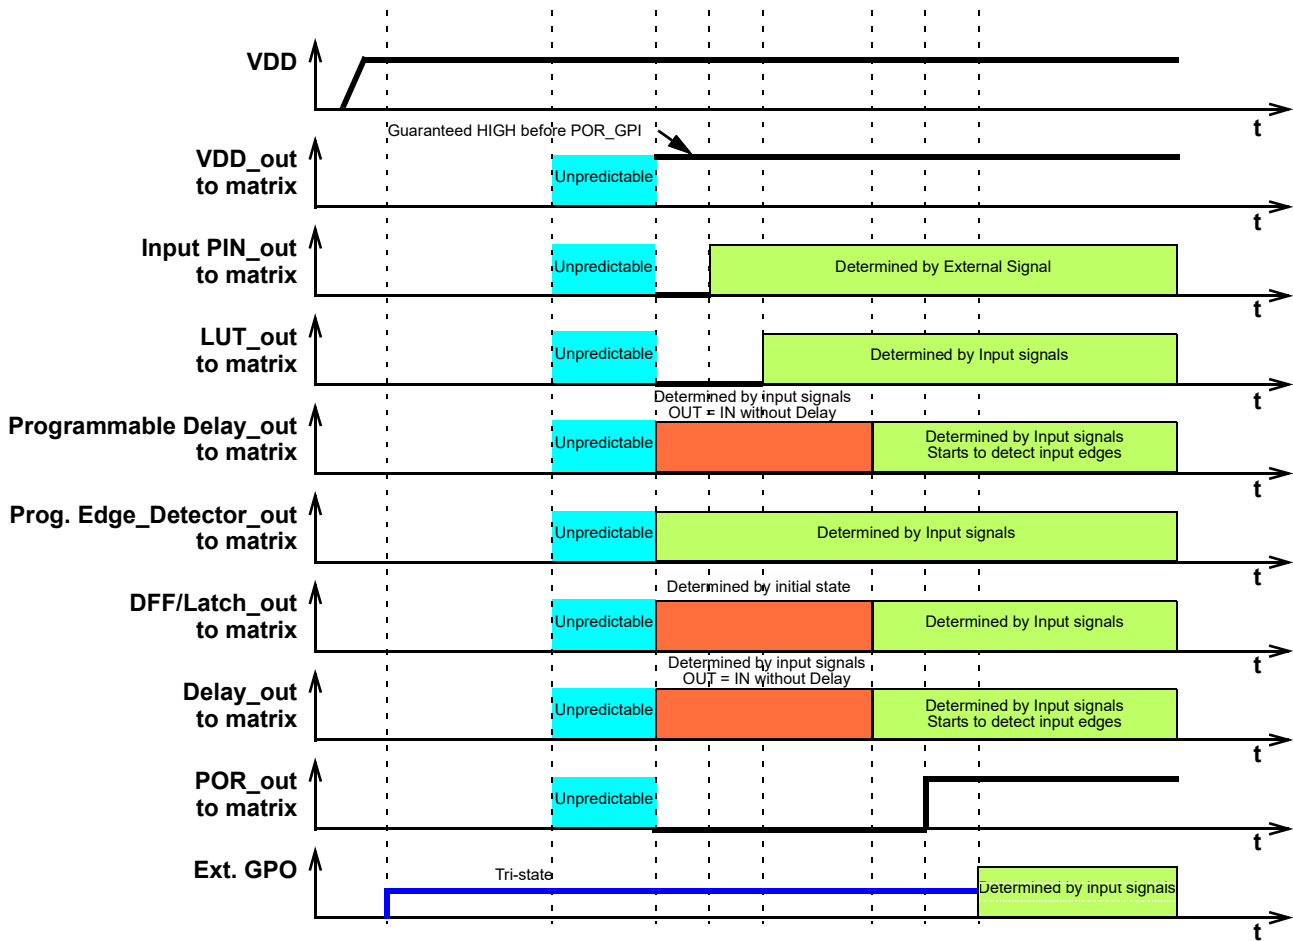 VDD
t
Guaranteed HIGH before POR_GPI
VDD_out
to matrix
Unpredictable
t
Input PIN_out
to matrix
Unpredictable
Determined by External Signal
t
LUT_out
to matrix
Unpredictable
Determined by Input signals
t
Determined by input signals
OUT = IN without Delay
Programmable Delay_out
to matrix
Unpredictable
Determined by Input signals
Starts to detect input edges
t
Prog. Edge_Detector_out
to matrix
Unpredictable
Determined by Input signals
t
Determined by initial state
DFF/Latch_out
to matrix
Unpredictable
Determined by Input signals
t
Determined by input signals
OUT = IN without Delay
Delay_out
to matrix
Unpredictable
Determined by Input signals
Starts to detect input edges
t
POR_out
to matrix
Unpredictable
t
Ext. GPO
Tri-state
Determined by input signals
t